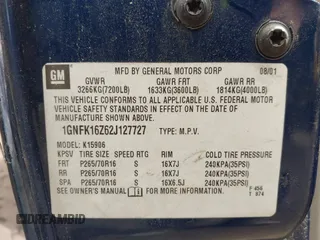 GM
MFD BY GENERAL MOTORS CORP 08/01
GVWR GAWR FRT GAWR RR
3266KG(7200LB) 1633KG(3600LB) 1814KG(4000LB)
THIS VEHICLE CONFORMS TO ALL APPLICABLE U.S. FEDERAL MOTOR
VEHICLE SAFETY STANDARDS IN EFFECT ON THE DATE OF
MANUFACTURE SHOWN ABOVE.
1GNFK16Z62J127727 TYPE: M.P.V.
MODEL: K15906
KPSV TIRE SIZE SPEED RTG RIM COLD TIRE PRESSURE
FRT P265/70R16 S 16X7J 240KPA(35PSI)
RR P265/70R16 S 16X7J 240KPA(35PSI)
SPA P265/70R16 S 16X6.5J 240KPA(35PSI)
SEE OWNER'S MANUAL FOR ADDITIONAL INFORMATION.
F 456
T 674
EPICDAMID